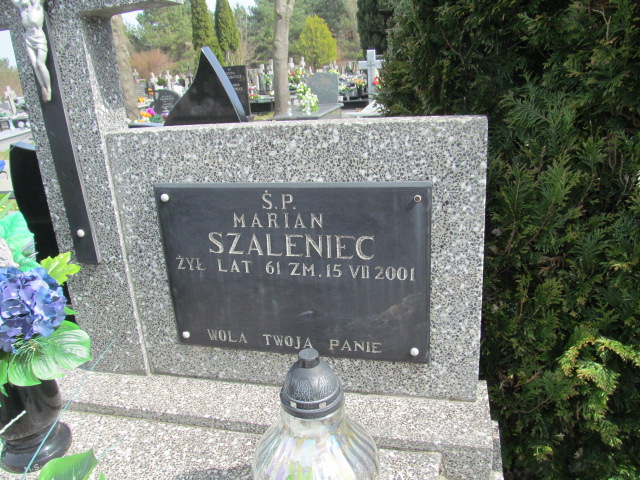 Ś.P.
MARIAN
SZALENIEC
ŻYŁ LAT 61 ZM. 15 VII 2001
WOLA TWOJA PANIE